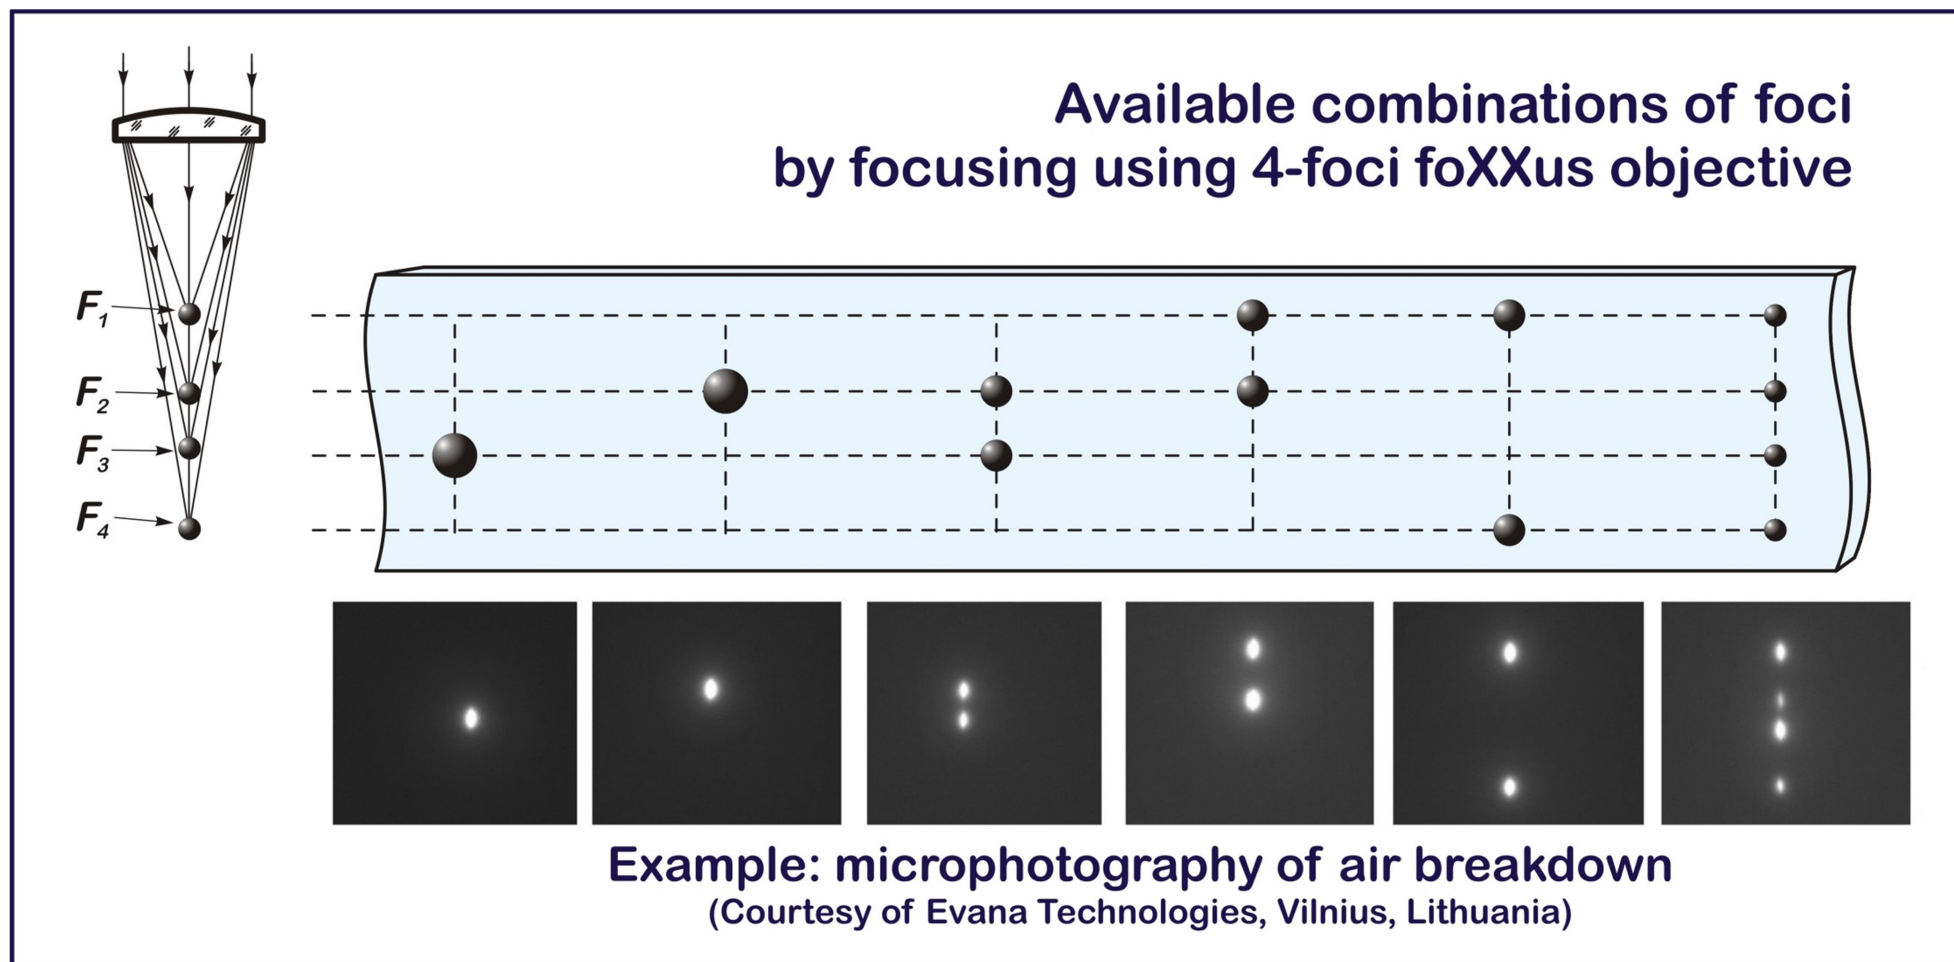 Available combinations of foci
by focusing using 4-foci foXXus objective
F1
F2
F3
F4
Example: microphotography of air breakdown
(Courtesy of Evana Technologies, Vilnius, Lithuania)